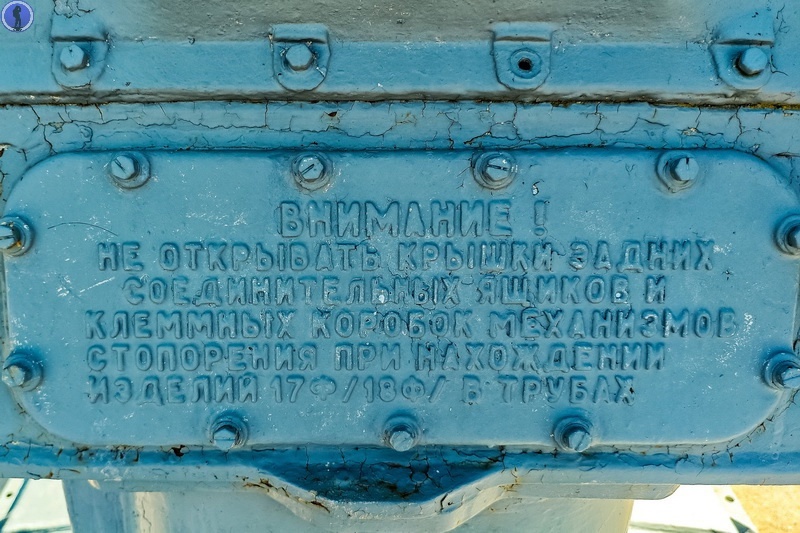 ВНИМАНИЕ!
НЕ ОТКРЫВАТЬ КРЫШКИ ЗАДНИХ
СОЕДИНИТЕЛЬНЫХ ЯЩИКОВ И
КЛЕММНЫХ КОРОБОК МЕХАНИЗМОВ
СТОПОРЕНИЯ ПРИ НАХОЖДЕНИИ
ИЗДЕЛИЙ 17Ф/18Ф/ В ТРУБАХ